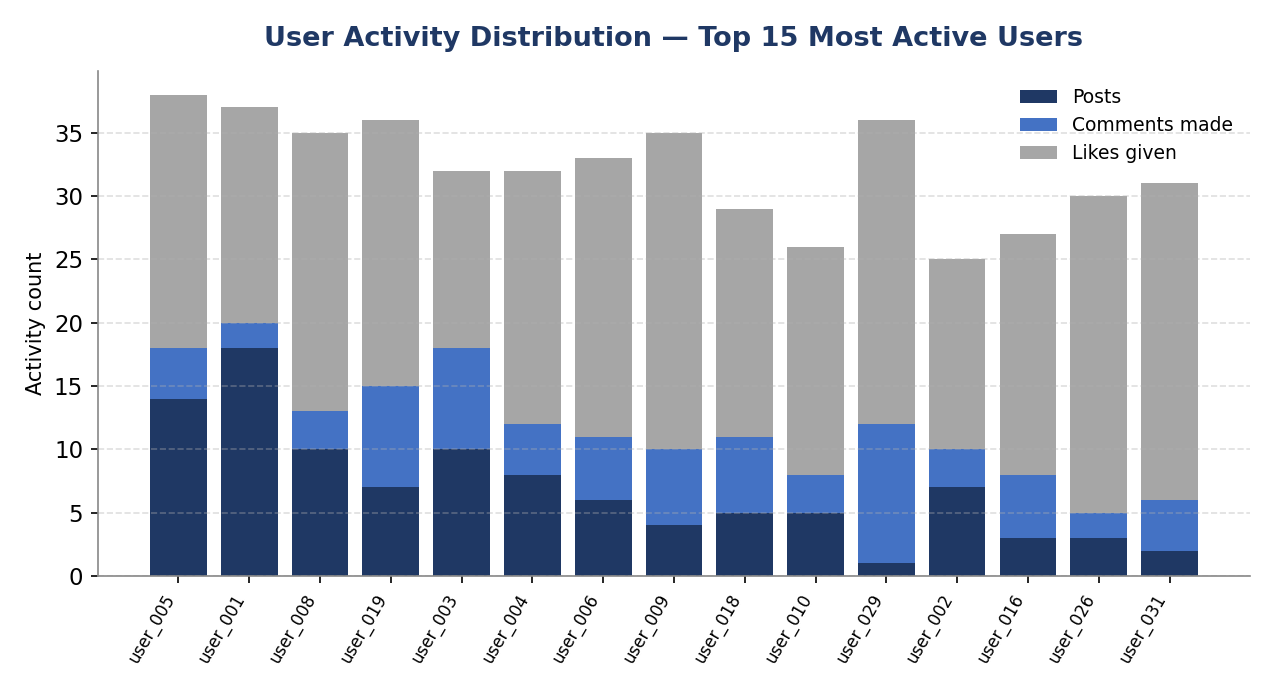 User Activity Distribution — Top 15 Most Active Users
Posts
Comments made
Likes given
Activity count
35
30
25
20
15
10
5
0
user_005
user_001
user_008
user_019
user_003
user_004
user_006
user_009
user_018
user_010
user_029
user_002
user_016
user_026
user_031